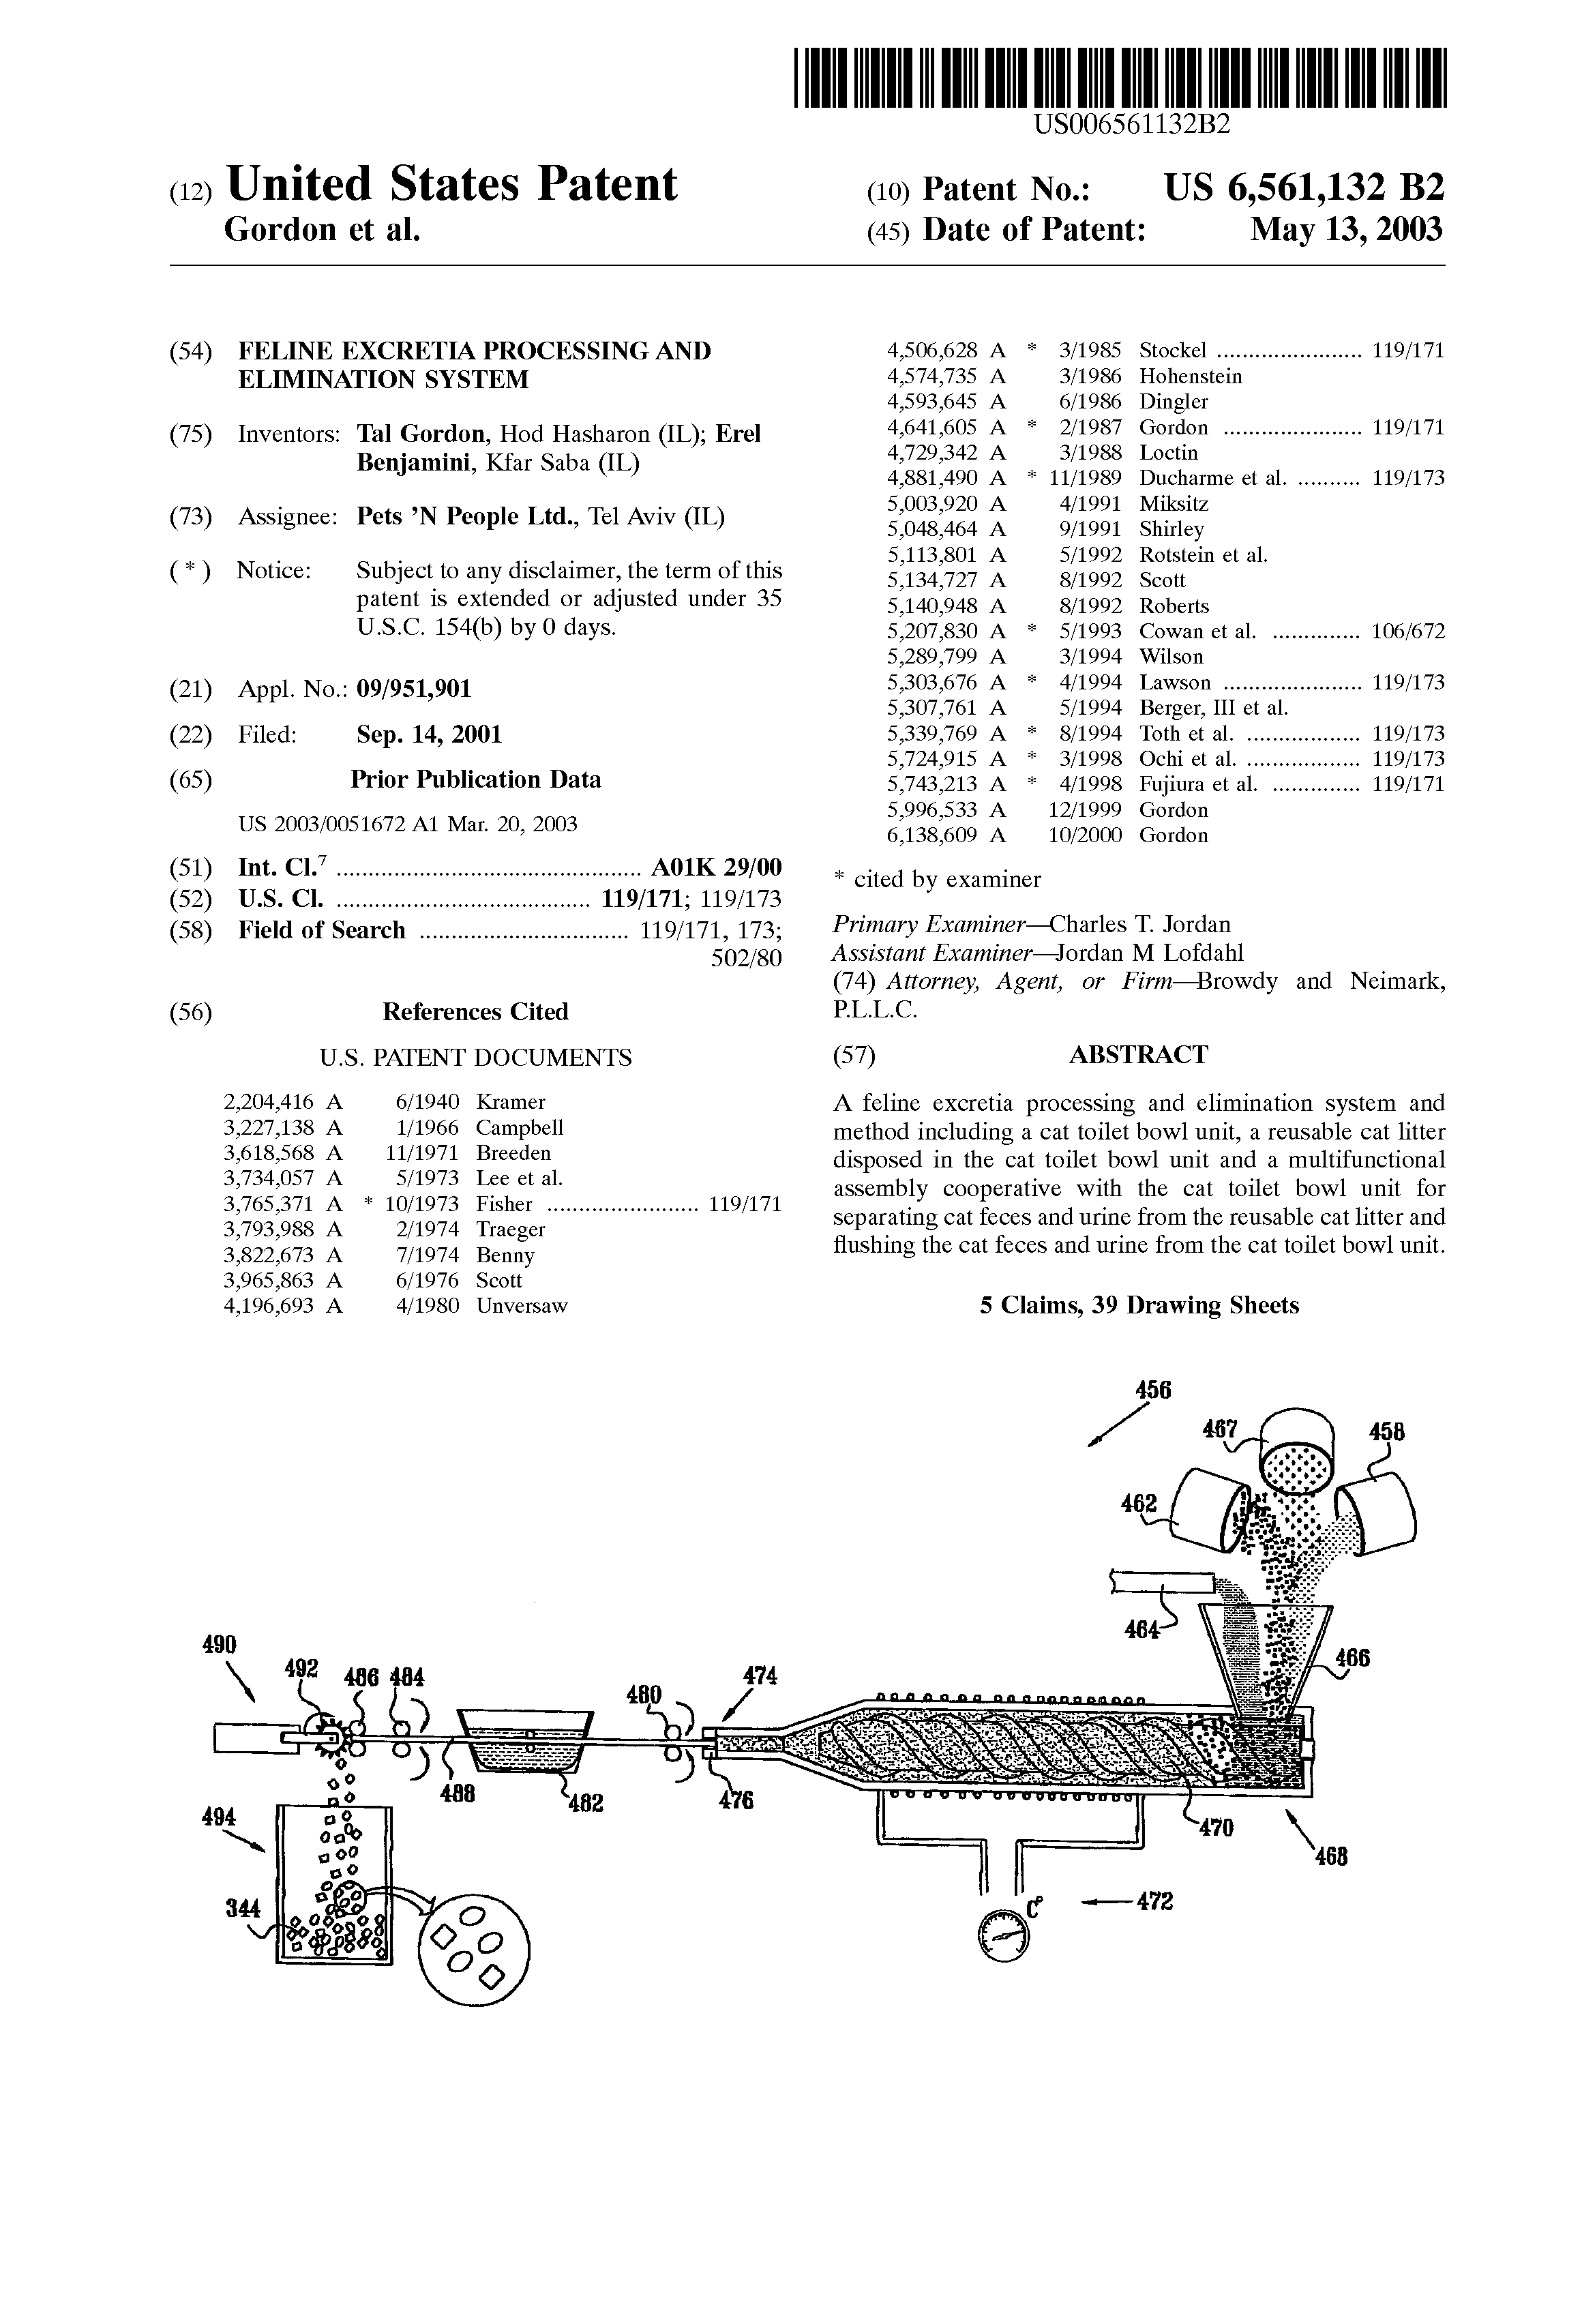 US006561132B2
(12) United States Patent
Gordon et al.
(10) Patent No.: US 6,561,132 B2
(45) Date of Patent: May 13, 2003
(54) FELINE EXCRETIA PROCESSING AND
ELIMINATION SYSTEM
(75) Inventors: Tal Gordon, Hod Hasharon (IL); Erel
Benjamini, Kfar Saba (IL)
(73) Assignee: Pets 'N People Ltd., Tel Aviv (IL)
( * ) Notice: Subject to any disclaimer, the term of this
patent is extended or adjusted under 35
U.S.C. 154(b) by 0 days.
(21) Appl. No.: 09/951,901
(22) Filed: Sep. 14, 2001
(65) Prior Publication Data
US 2003/0051672 A1 Mar. 20, 2003
(51) Int. Cl.7 ................................................ A01K 29/00
(52) U.S. Cl. ........................................ 119/171; 119/173
(58) Field of Search ................................. 119/171, 173;
502/80
(56) References Cited
U.S. PATENT DOCUMENTS
2,204,416 A 6/1940 Kramer
3,227,138 A 1/1966 Campbell
3,618,568 A 11/1971 Breeden
3,734,057 A 5/1973 Lee et al.
3,765,371 A * 10/1973 Fisher ........................ 119/171
3,793,988 A 2/1974 Traeger
3,822,673 A 7/1974 Benny
3,965,863 A 6/1976 Scott
4,196,693 A 4/1980 Unversaw
4,506,628 A * 3/1985 Stockel ....................... 119/171
4,574,735 A 3/1986 Hohenstein
4,593,645 A 6/1986 Dingler
4,641,605 A * 2/1987 Gordon ...................... 119/171
4,729,342 A 3/1988 Loctin
4,881,490 A * 11/1989 Ducharme et al. .......... 119/173
5,003,920 A 4/1991 Miksitz
5,048,464 A 9/1991 Shirley
5,113,801 A 5/1992 Rotstein et al.
5,134,727 A 8/1992 Scott
5,140,948 A 8/1992 Roberts
5,207,830 A * 5/1993 Cowan et al. .............. 106/672
5,289,799 A 3/1994 Wilson
5,303,676 A * 4/1994 Lawson ...................... 119/173
5,307,761 A 5/1994 Berger, III et al.
5,339,769 A * 8/1994 Toth et al. .................. 119/173
5,724,915 A * 3/1998 Ochi et al. .................. 119/173
5,743,213 A * 4/1998 Fujiura et al. .............. 119/171
5,996,533 A 12/1999 Gordon
6,138,609 A 10/2000 Gordon
* cited by examiner
Primary Examiner—Charles T. Jordan
Assistant Examiner—Jordan M Lofdahl
(74) Attorney, Agent, or Firm—Browdy and Neimark,
P.L.L.C.
(57) ABSTRACT
A feline excretia processing and elimination system and
method including a cat toilet bowl unit, a reusable cat litter
disposed in the cat toilet bowl unit and a multifunctional
assembly cooperative with the cat toilet bowl unit for
separating cat feces and urine from the reusable cat litter and
flushing the cat feces and urine from the cat toilet bowl unit.
5 Claims, 39 Drawing Sheets
456
467
458
462
464
466
490
492
486 484
480
474
488
482
476
470
468
494
344
C°
472